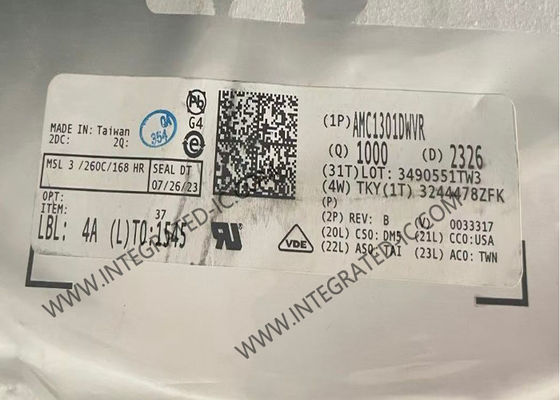 MADE IN: Taiwan
2DC: 2Q:
QA
354
Pb
G4
e
MSL 3 /260C/168 HR
SEAL DT
07/26/23
OPT:
ITEM:
37
LBL: 4A (L)TO:1545
VDE
(1P) AMC1301DWVR
(Q) 1000 (D) 2326
(31T) LOT: 3490551TW3
(4W) TKY(1T) 3244478ZFK
(P)
(2P) REV: B (V) 0033317
(20L) CSO: DM5 (21L) CCO:USA
(22L) ASO: TAI (23L) ACO: TWN
WWW.INTEGRATED-IC.COM
WWW.INTEGRATED-IC.COM